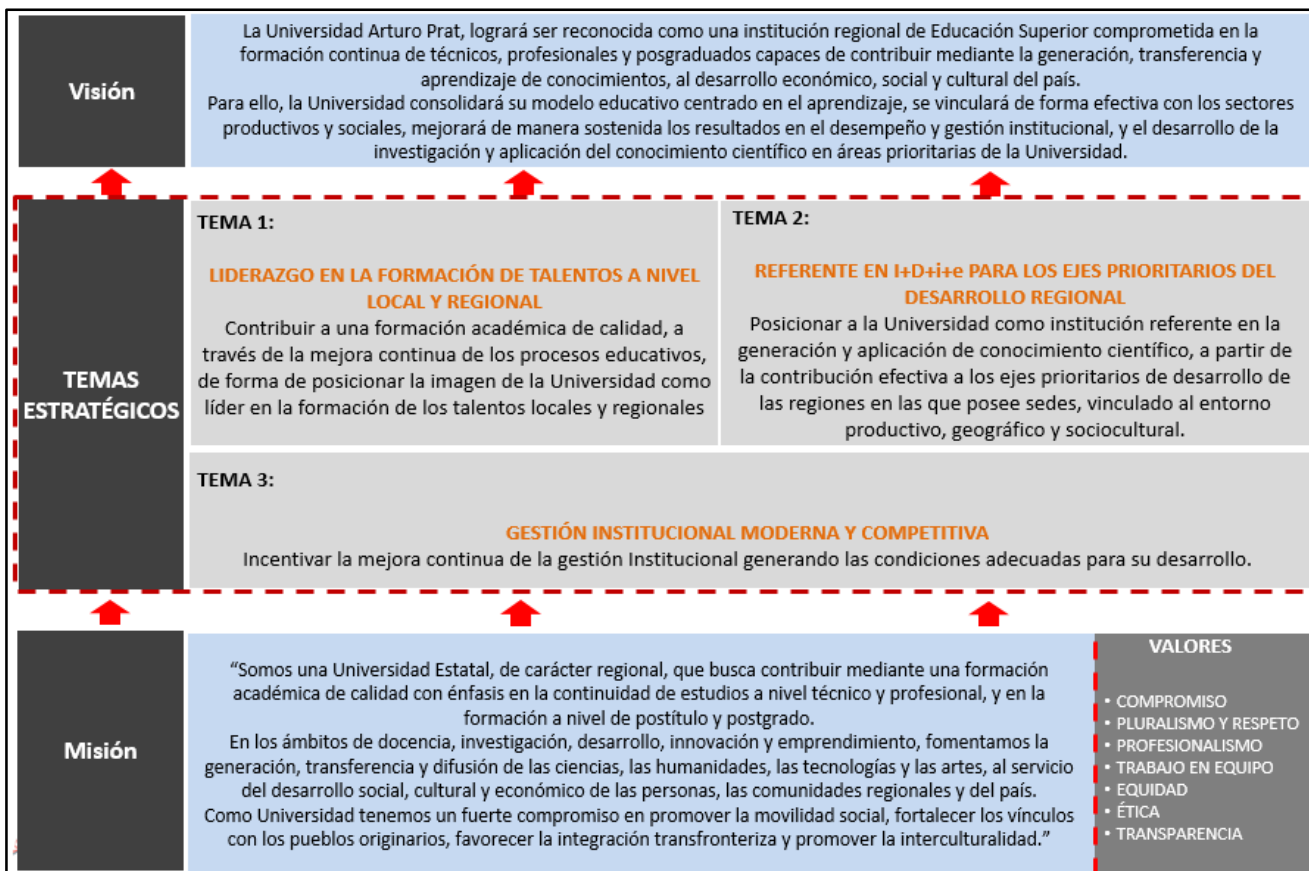 Visión
La Universidad Arturo Prat, logrará ser reconocida como una institución regional de Educación Superior comprometida en la
formación continua de técnicos, profesionales y posgraduados capaces de contribuir mediante la generación, transferencia y
aprendizaje de conocimientos, al desarrollo económico, social y cultural del país.
Para ello, la Universidad consolidará su modelo educativo centrado en el aprendizaje, se vinculará de forma efectiva con los sectores
productivos y sociales, mejorará de manera sostenida los resultados en el desempeño y gestión institucional, y el desarrollo de la
investigación y aplicación del conocimiento científico en áreas prioritarias de la Universidad.
TEMAS
ESTRATÉGICOS
TEMA 1:
LIDERAZGO EN LA FORMACIÓN DE TALENTOS A NIVEL
LOCAL Y REGIONAL
Contribuir a una formación académica de calidad, a
través de la mejora continua de los procesos educativos,
de forma de posicionar la imagen de la Universidad como
líder en la formación de los talentos locales y regionales
TEMA 2:
REFERENTE EN I+D+i+e PARA LOS EJES PRIORITARIOS DEL
DESARROLLO REGIONAL
Posicionar a la Universidad como institución referente en la
generación y aplicación de conocimiento científico, a partir de
la contribución efectiva a los ejes prioritarios de desarrollo de
las regiones en las que posee sedes, vinculado al entorno
productivo, geográfico y sociocultural.
TEMA 3:
GESTIÓN INSTITUCIONAL MODERNA Y COMPETITIVA
Incentivar la mejora continua de la gestión Institucional generando las condiciones adecuadas para su desarrollo.
Misión
“Somos una Universidad Estatal, de carácter regional, que busca contribuir mediante una formación
académica de calidad con énfasis en la continuidad de estudios a nivel técnico y profesional, y en la
formación a nivel de postítulo y postgrado.
En los ámbitos de docencia, investigación, desarrollo, innovación y emprendimiento, fomentamos la
generación, transferencia y difusión de las ciencias, las humanidades, las tecnologías y las artes, al servicio
del desarrollo social, cultural y económico de las personas, las comunidades regionales y del país.
Como Universidad tenemos un fuerte compromiso en promover la movilidad social, fortalecer los vínculos
con los pueblos originarios, favorecer la integración transfronteriza y promover la interculturalidad.”
VALORES
• COMPROMISO
• PLURALISMO Y RESPETO
• PROFESIONALISMO
• TRABAJO EN EQUIPO
• EQUIDAD
• ÉTICA
• TRANSPARENCIA